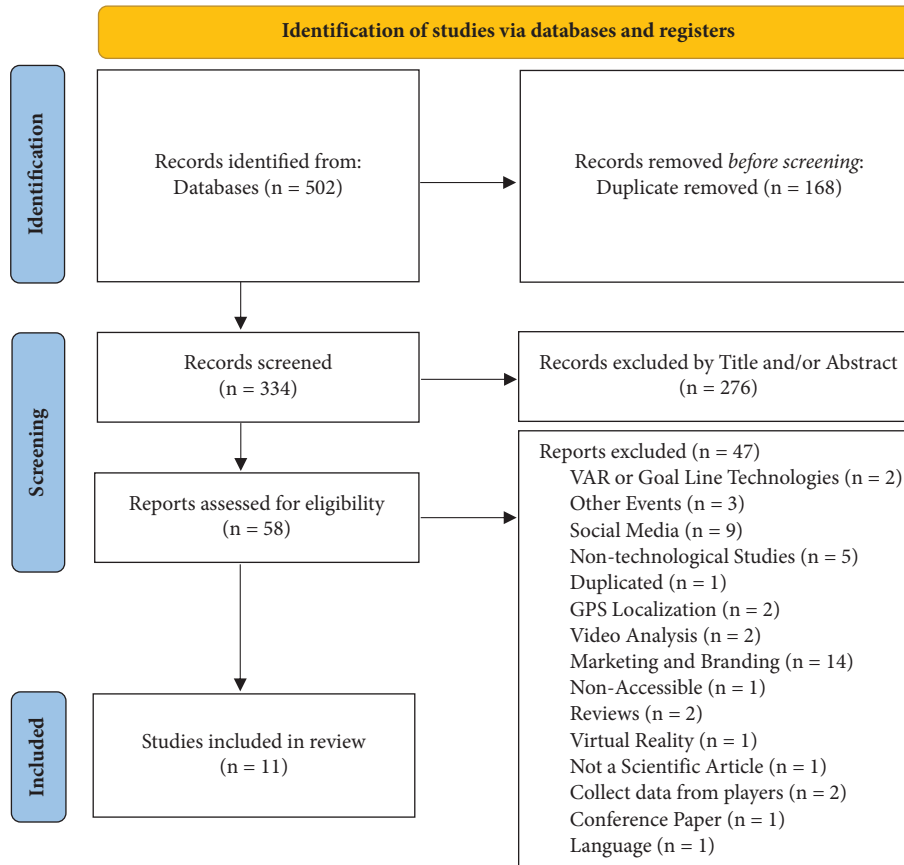 Identification of studies via databases and registers
Identification
Records identified from:
Databases (n = 502)
Records removed before screening:
Duplicate removed (n = 168)
Screening
Records screened
(n = 334)
Records excluded by Title and/or Abstract
(n = 276)
Reports assessed for eligibility
(n = 58)
Reports excluded (n = 47)
VAR or Goal Line Technologies (n = 2)
Other Events (n = 3)
Social Media (n = 9)
Non-technological Studies (n = 5)
Duplicated (n = 1)
GPS Localization (n = 2)
Video Analysis (n = 2)
Marketing and Branding (n = 14)
Non-Accessible (n = 1)
Reviews (n = 2)
Virtual Reality (n = 1)
Not a Scientific Article (n = 1)
Collect data from players (n = 2)
Conference Paper (n = 1)
Language (n = 1)
Included
Studies included in review
(n = 11)